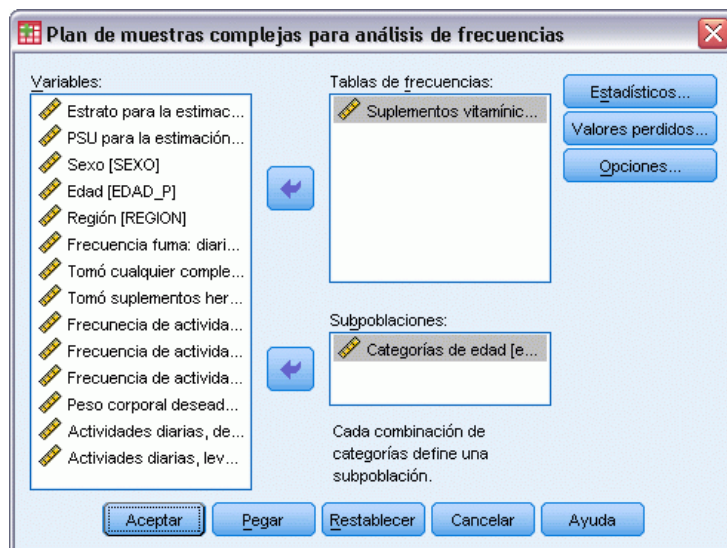 Plan de muestras complejas para análisis de frecuencias
Variables:
Estrato para la estimac...
PSU para la estimación...
Sexo [SEXO]
Edad [EDAD_P]
Región [REGION]
Frecuencia fuma: diari...
Tomó cualquier comple...
Tomó suplementos her...
Frecunecia de activida...
Frecuencia de activida...
Frecuencia de activida...
Peso corporal desead...
Actividades diarias, de...
Activiades diarias, lev...
Tablas de frecuencias:
Suplementos vitamínic...
Subpoblaciones:
Categorías de edad [e...
Cada combinación de
categorías define una
subpoblación.
Estadísticos...
Valores perdidos...
Opciones...
Aceptar
Pegar
Restablecer
Cancelar
Ayuda